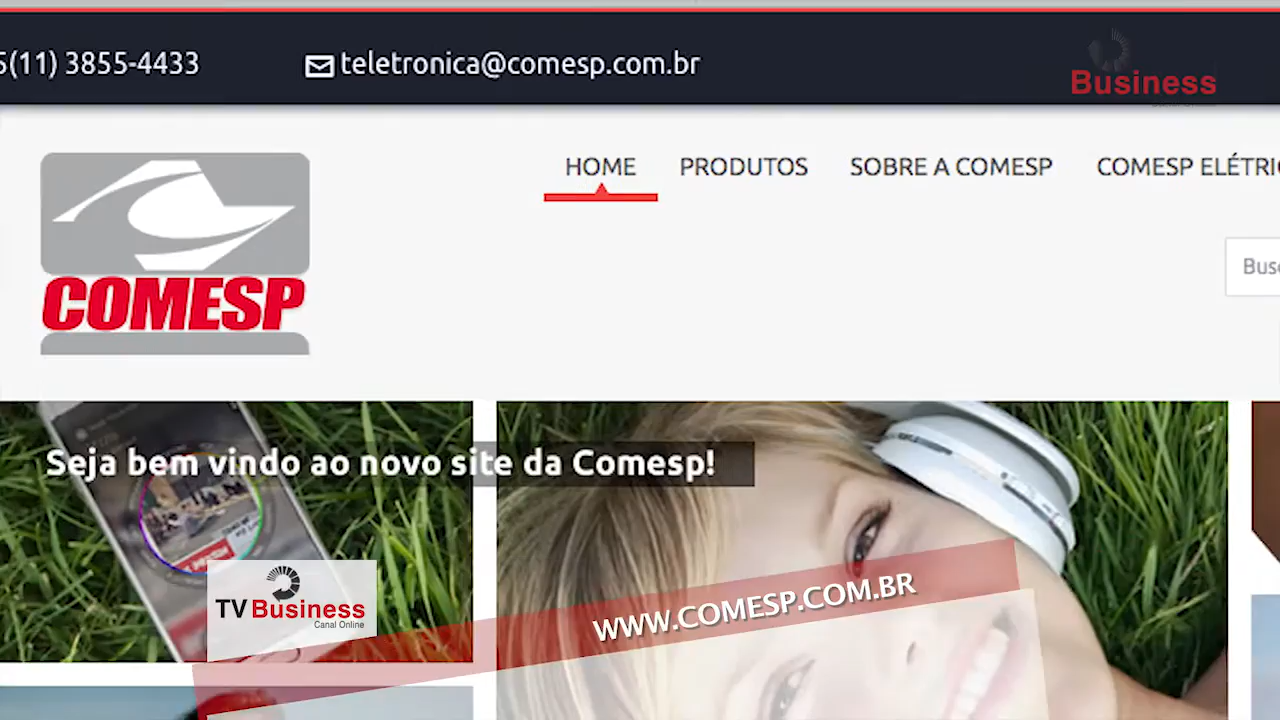 5(11) 3855-4433
teletronica@comesp.com.br
Business
HOME
PRODUTOS
SOBRE A COMESP
COMESP ELÉTRI
Bus
COMESP
Seja bem vindo ao novo site da Comesp!
TV Business
Canal Online
WWW.COMESP.COM.BR